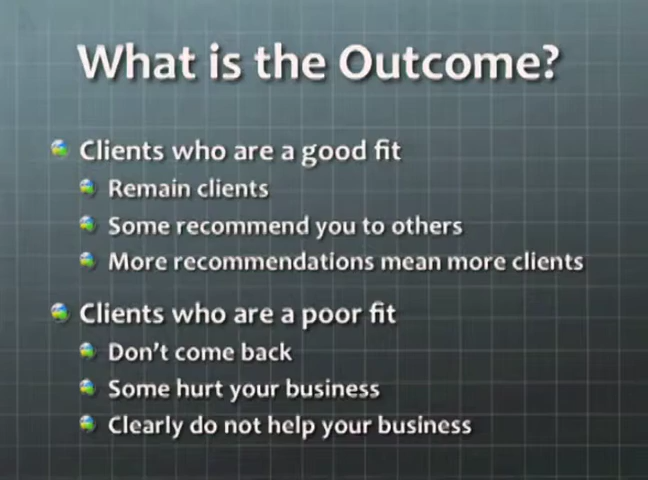 What is the Outcome?
Clients who are a good fit
Remain clients
Some recommend you to others
More recommendations mean more clients
Clients who are a poor fit
Don't come back
Some hurt your business
Clearly do not help your business